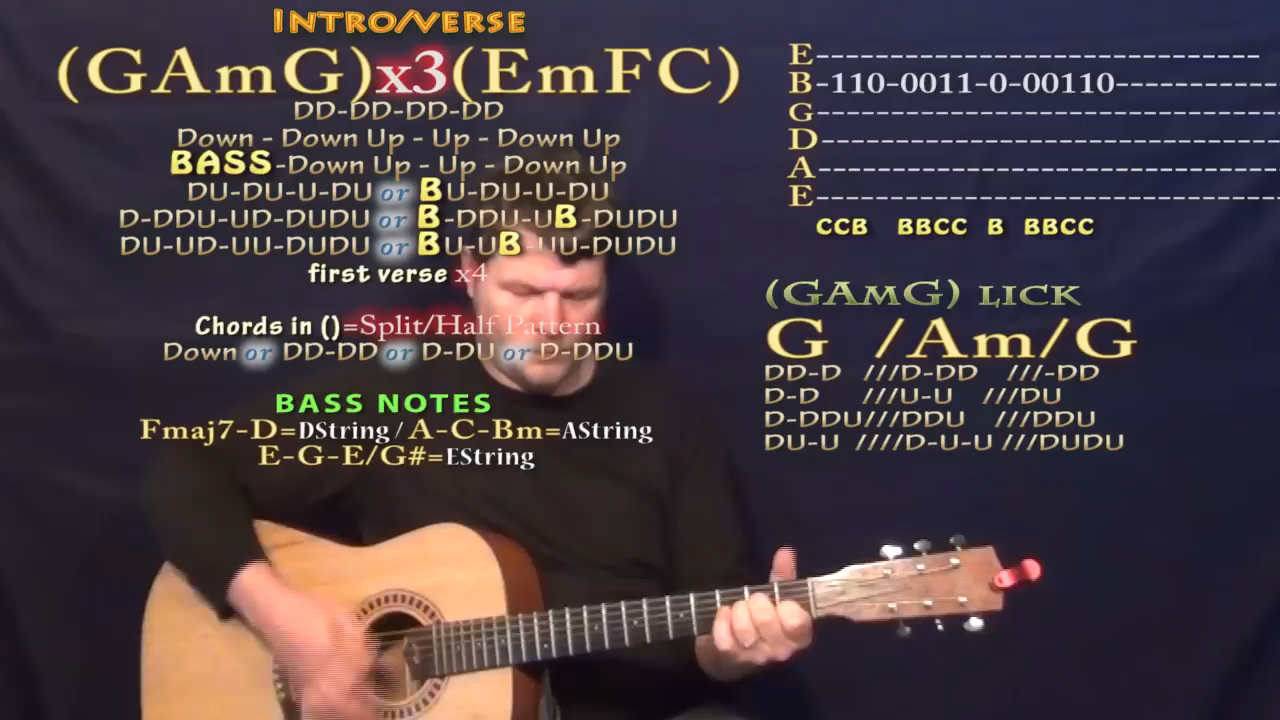 INTRO/VERSE
(GAmG)x3(EmFC)
DD-DD-DD-DD
Down - Down Up - Up - Down Up
BASS-Down Up - Up - Down Up
DU-DU-U-DU or BU-DU-U-DU
D-DDU-UD-DUDU or B-DDU-UB-DUDU
DU-UD-UU-DUDU or BU-UB-UU-DUDU
first verse x4
Chords in ()=Split/Half Pattern
Down or DD-DD or D-DU or D-DDU
BASS NOTES
Fmaj7-D=DString / A-C-Bm=AString
E-G-E/G#=EString
E-----------------------------
B-110-0011-0-00110-----------
G-----------------------------
D-----------------------------
A-----------------------------
E-----------------------------
CCB BBCC B BBCC
(GAmG) LICK
G /Am/G
DD-D ///D-DD ///-DD
D-D ///U-U ///DU
D-DDU///DDU ///DDU
DU-U ////D-U-U ///DUDU